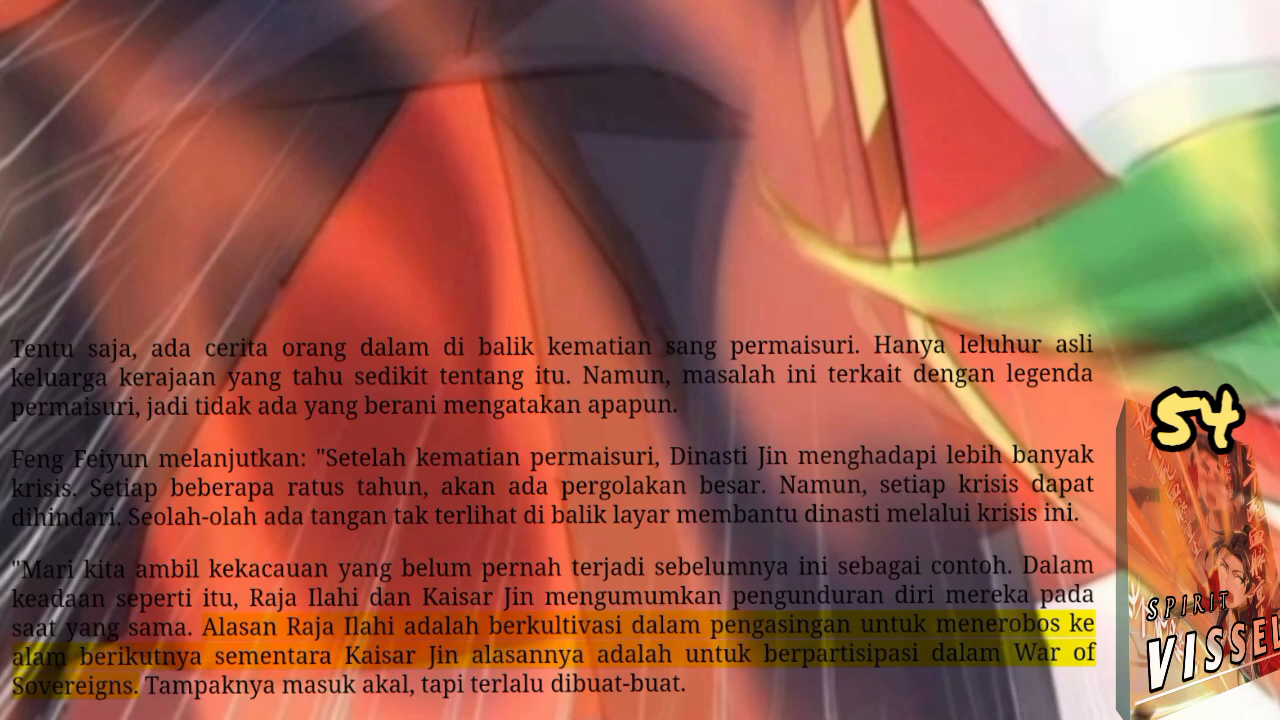 Tentu saja, ada cerita orang dalam di balik kematian sang permaisuri. Hanya leluhur asli
keluarga kerajaan yang tahu sedikit tentang itu. Namun, masalah ini terkait dengan legenda
permaisuri, jadi tidak ada yang berani mengatakan apapun.
Feng Feiyun melanjutkan: "Setelah kematian permaisuri, Dinasti Jin menghadapi lebih banyak
krisis. Setiap beberapa ratus tahun, akan ada pergolakan besar. Namun, setiap krisis dapat
dihindari. Seolah-olah ada tangan tak terlihat di balik layar membantu dinasti melalui krisis ini.
"Mari kita ambil kekacauan yang belum pernah terjadi sebelumnya ini sebagai contoh. Dalam
keadaan seperti itu, Raja Ilahi dan Kaisar Jin mengumumkan pengunduran diri mereka pada
saat yang sama. Alasan Raja Ilahi adalah berkultivasi dalam pengasingan untuk menerobos ke
alam berikutnya sementara Kaisar Jin alasannya adalah untuk berpartisipasi dalam War of
Sovereigns. Tampaknya masuk akal, tapi terlalu dibuat-buat.
54
SPIRIT
VISSEL